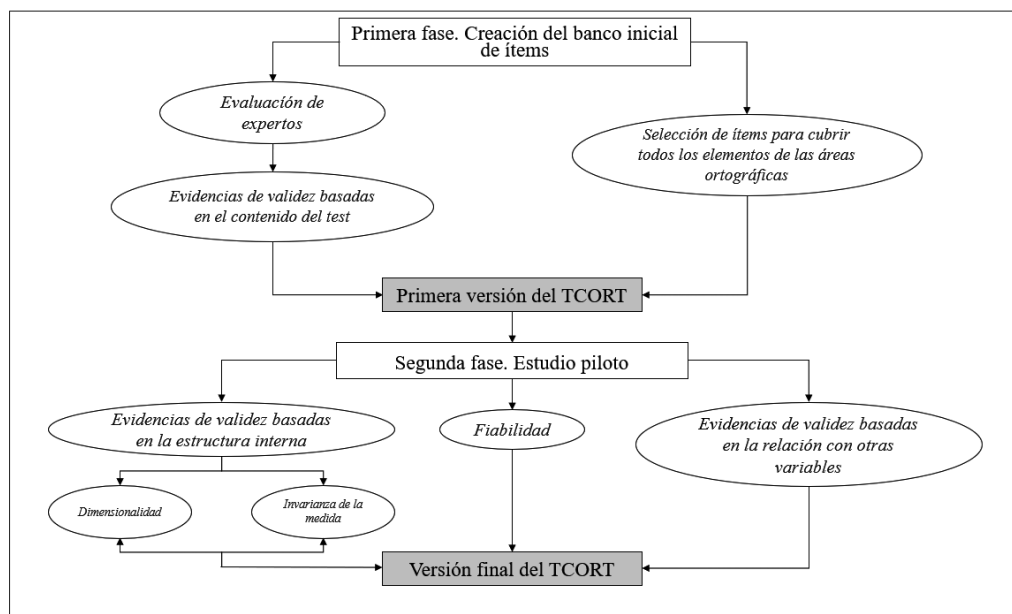 Primera fase. Creación del banco inicial
de ítems
Evaluación de
expertos
Selección de ítems para cubrir
todos los elementos de las áreas
ortográficas
Evidencias de validez basadas
en el contenido del test
Primera versión del TCORT
Segunda fase. Estudio piloto
Evidencias de validez basadas
en la estructura interna
Fiabilidad
Evidencias de validez basadas
en la relación con otras
variables
Dimensionalidad
Invarianza de la
medida
Versión final del TCORT